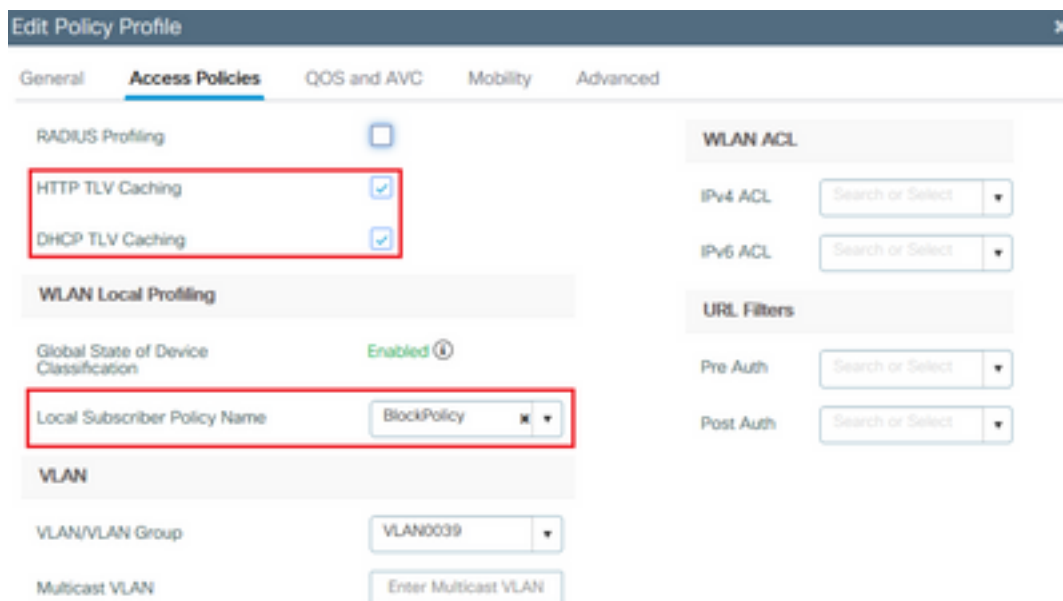 Edit Policy Profile
General Access Policies QOS and AVC Mobility Advanced
RADIUS Profiling
HTTP TLV Caching
DHCP TLV Caching
WLAN Local Profiling
Global State of Device
Classification
Enabled
Local Subscriber Policy Name
BlockPolicy
VLAN
VLAN/VLAN Group
VLAN0039
Multicast VLAN
Enter Multicast VLAN
WLAN ACL
IPv4 ACL
Search or Select
IPv6 ACL
Search or Select
URL Filters
Pre Auth
Search or Select
Post Auth
Search or Select